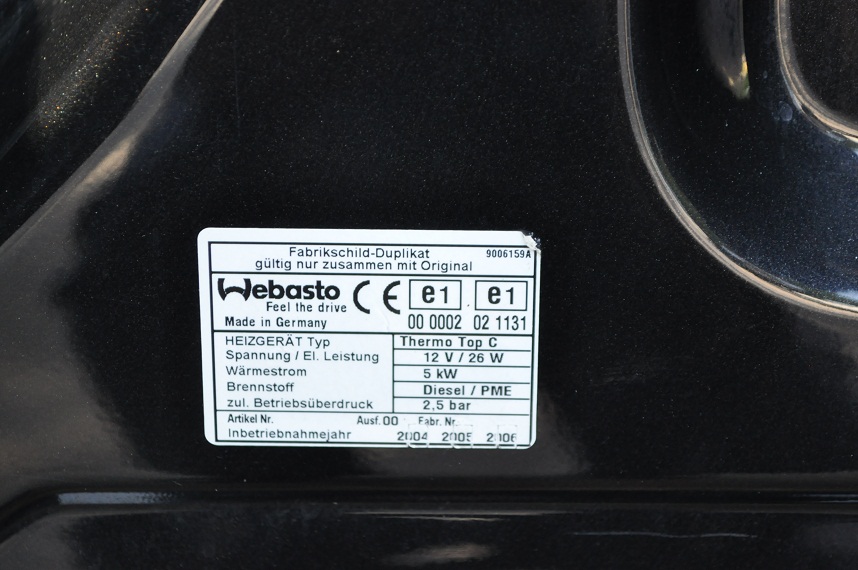 Fabrikschild-Duplikat 9006159A
gültig nur zusammen mit Original
Webasto CE e1 e1
Feel the drive
Made in Germany 00 0002 02 1131
HEIZGERÄT Typ Thermo Top C
Spannung / El. Leistung 12 V / 26 W
Wärmestrom 5 kW
Brennstoff Diesel / PME
zul. Betriebsüberdruck 2,5 bar
Artikel Nr. Ausf. 00 Fabr. Nr.
Inbetriebnahmejahr 2004 2005 2006